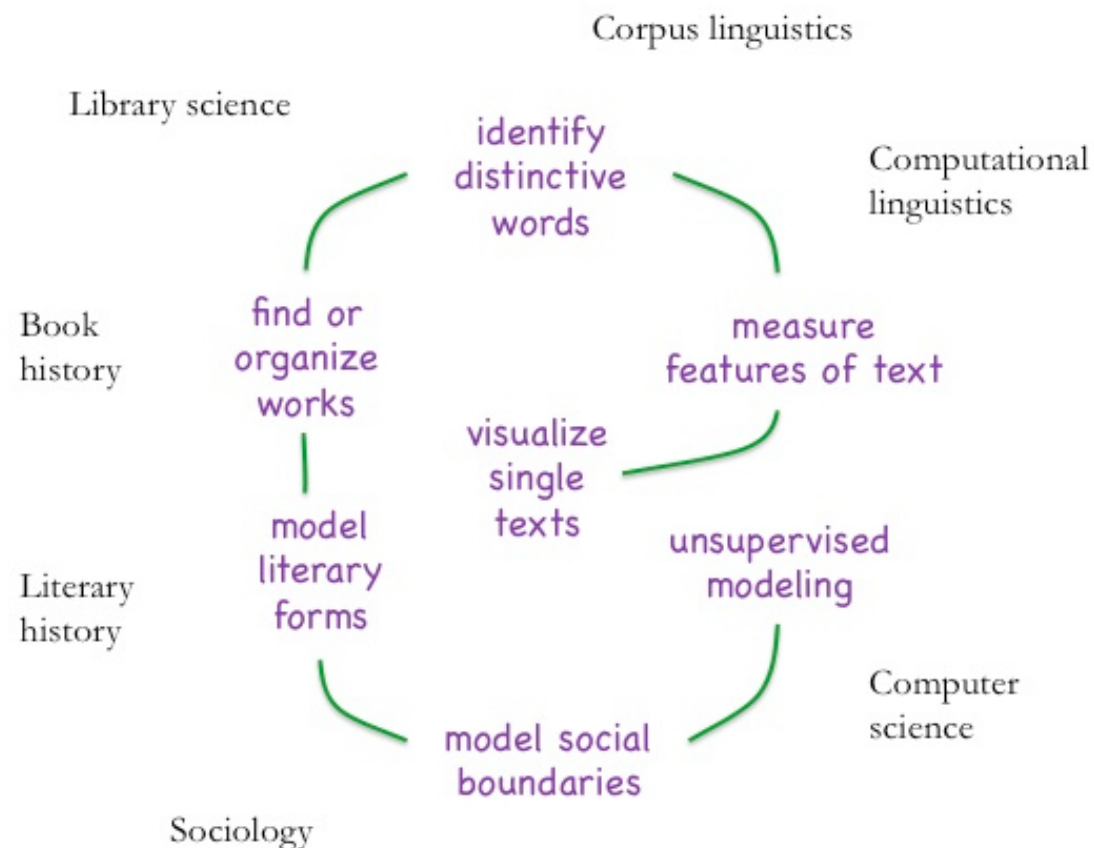 Corpus linguistics
Library science
identify
distinctive
words
Computational
linguistics
Book
history
find or
organize
works
measure
features of text
visualize
single
texts
model
literary
forms
unsupervised
modeling
Literary
history
Computer
science
model social
boundaries
Sociology